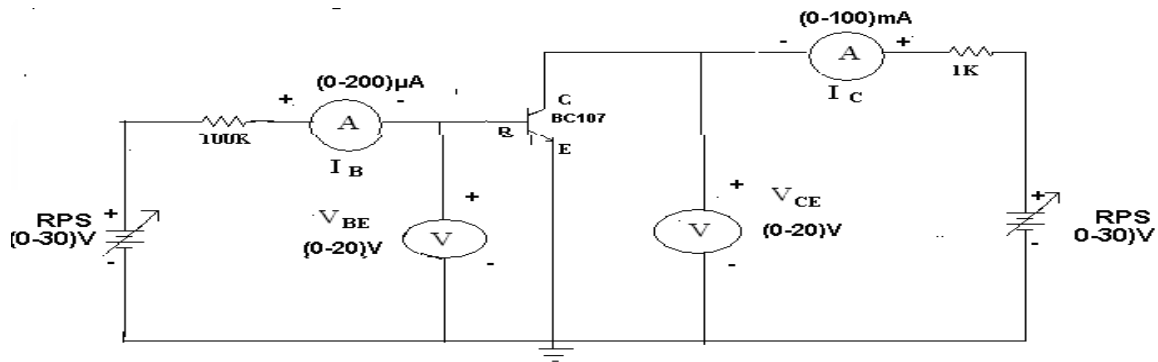 (0-100)mA
- A +
1K
I C
(0-200)µA
+ A -
100K
I B
C
BC107
E
+
V BE
(0-20)V
V
-
+
V CE
(0-20)V
V
-
RPS
(0-30)V
+
-
+
RPS
0-30)V
-